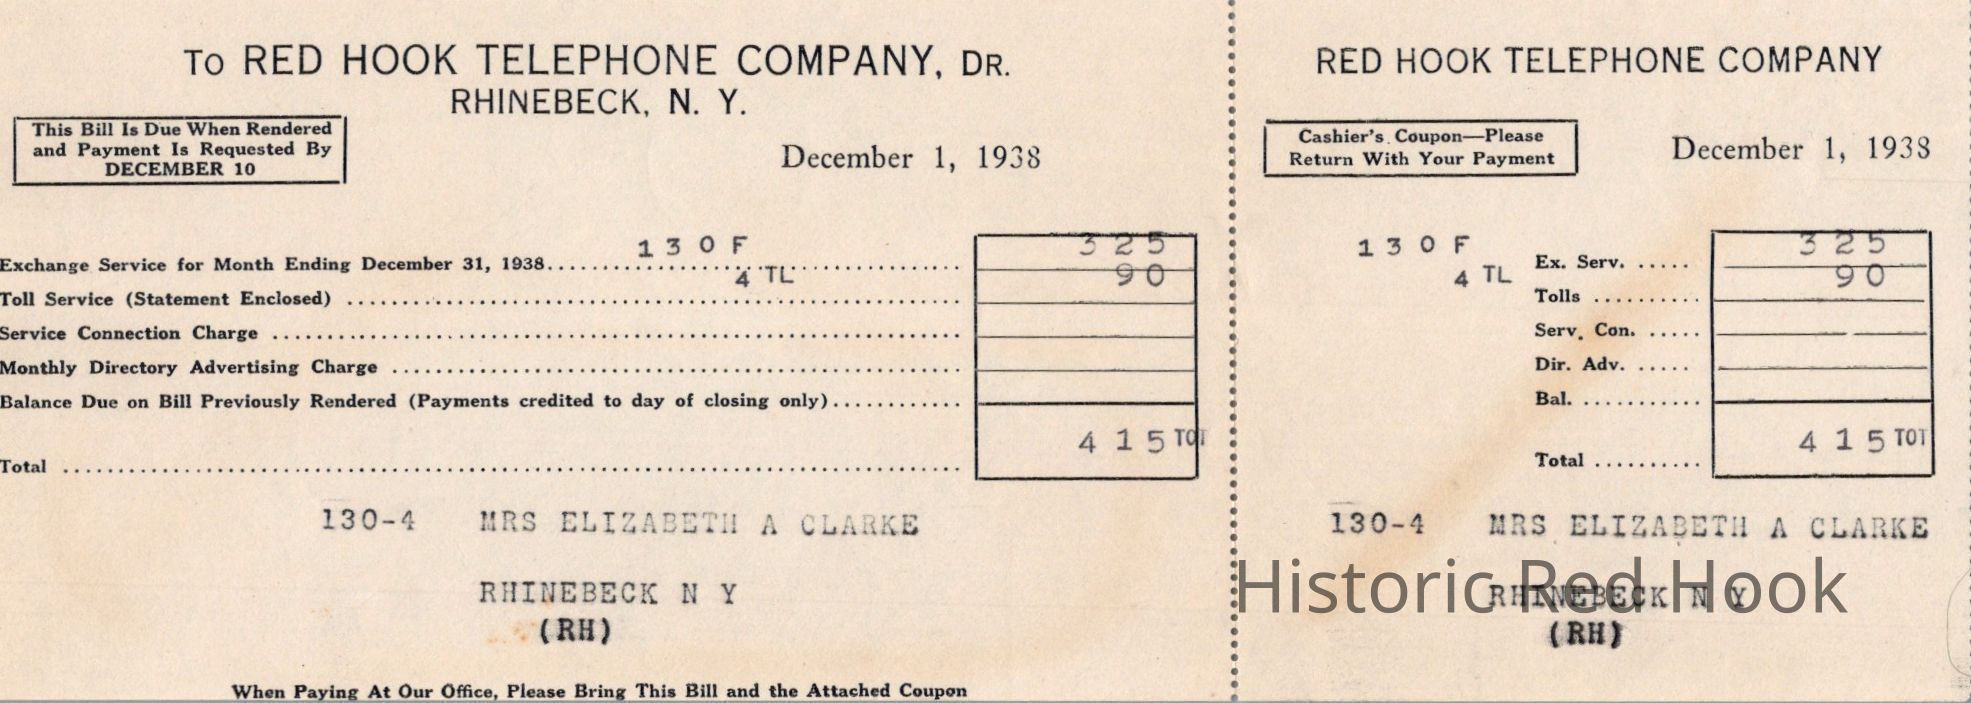 To RED HOOK TELEPHONE COMPANY, DR.
RHINEBECK, N. Y.
This Bill Is Due When Rendered
and Payment Is Requested By
DECEMBER 10
December 1, 1938
130F 325
Exchange Service for Month Ending December 31, 1938
4 TL 90
Toll Service (Statement Enclosed)
Service Connection Charge
Monthly Directory Advertising Charge
Balance Due on Bill Previously Rendered (Payments credited to day of closing only)
415 TOT
Total
130-4 MRS ELIZABETH A CLARKE
RHINEBECK N Y
(RH)
When Paying At Our Office, Please Bring This Bill and the Attached Coupon
RED HOOK TELEPHONE COMPANY
Cashier's Coupon—Please
Return With Your Payment
December 1, 1938
130F 325
Ex. Serv.
4 TL 90
Tolls
Serv. Con.
Dir. Adv.
Bal.
415 TOT
Total
130-4 MRS ELIZABETH A CLARKE
Historic Red Hook
RHINEBECK N Y
(RH)